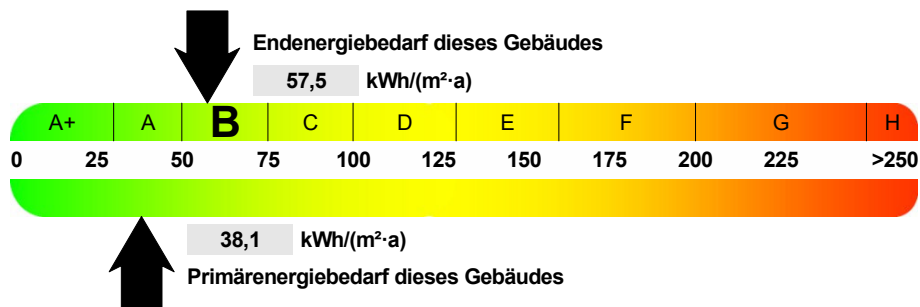 Endenergiebedarf dieses Gebäudes
57,5 kWh/(m²·a)
A+ A B C D E F G H
0 25 50 75 100 125 150 175 200 225 >250
38,1 kWh/(m²·a)
Primärenergiebedarf dieses Gebäudes